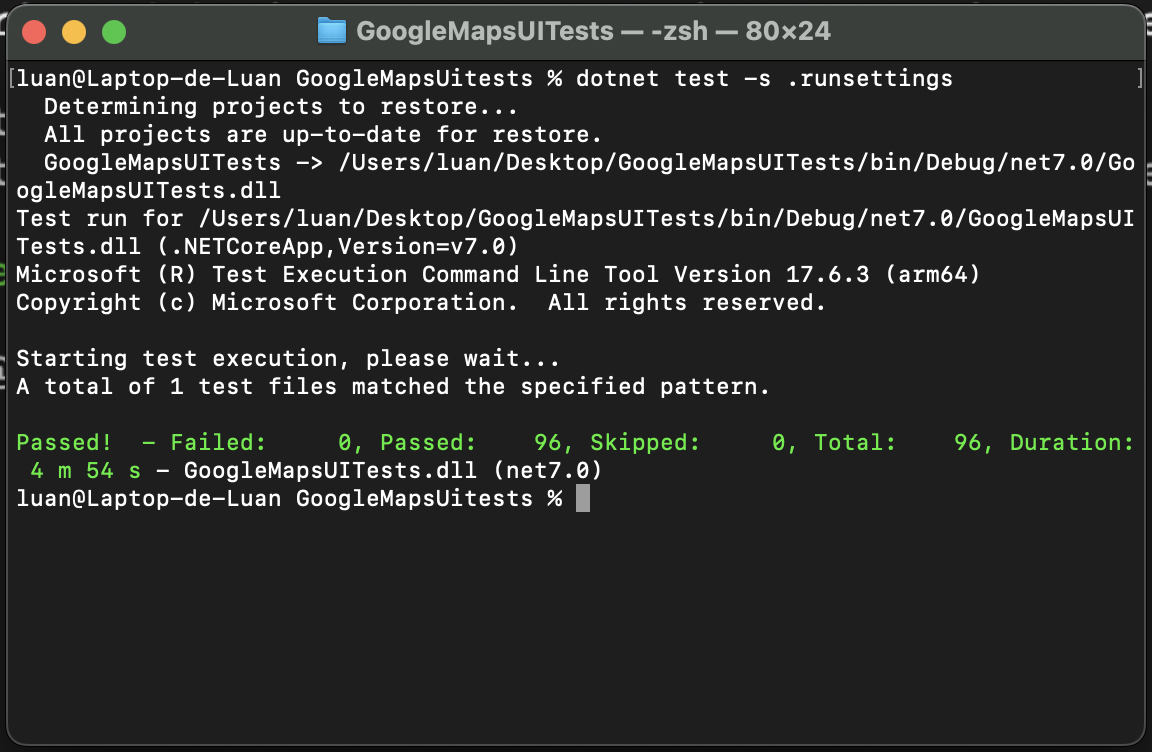 GoogleMapsUITests — -zsh — 80×24
[luan@Laptop-de-Luan GoogleMapsUitests % dotnet test -s .runsettings ]
  Determining projects to restore...
  All projects are up-to-date for restore.
  GoogleMapsUITests -> /Users/luan/Desktop/GoogleMapsUITests/bin/Debug/net7.0/Go
ogleMapsUITests.dll
Test run for /Users/luan/Desktop/GoogleMapsUITests/bin/Debug/net7.0/GoogleMapsUI
Tests.dll (.NETCoreApp,Version=v7.0)
Microsoft (R) Test Execution Command Line Tool Version 17.6.3 (arm64)
Copyright (c) Microsoft Corporation.  All rights reserved.

Starting test execution, please wait...
A total of 1 test files matched the specified pattern.

Passed!  - Failed:     0, Passed:    96, Skipped:     0, Total:    96, Duration:
 4 m 54 s - GoogleMapsUITests.dll (net7.0)
luan@Laptop-de-Luan GoogleMapsUitests %